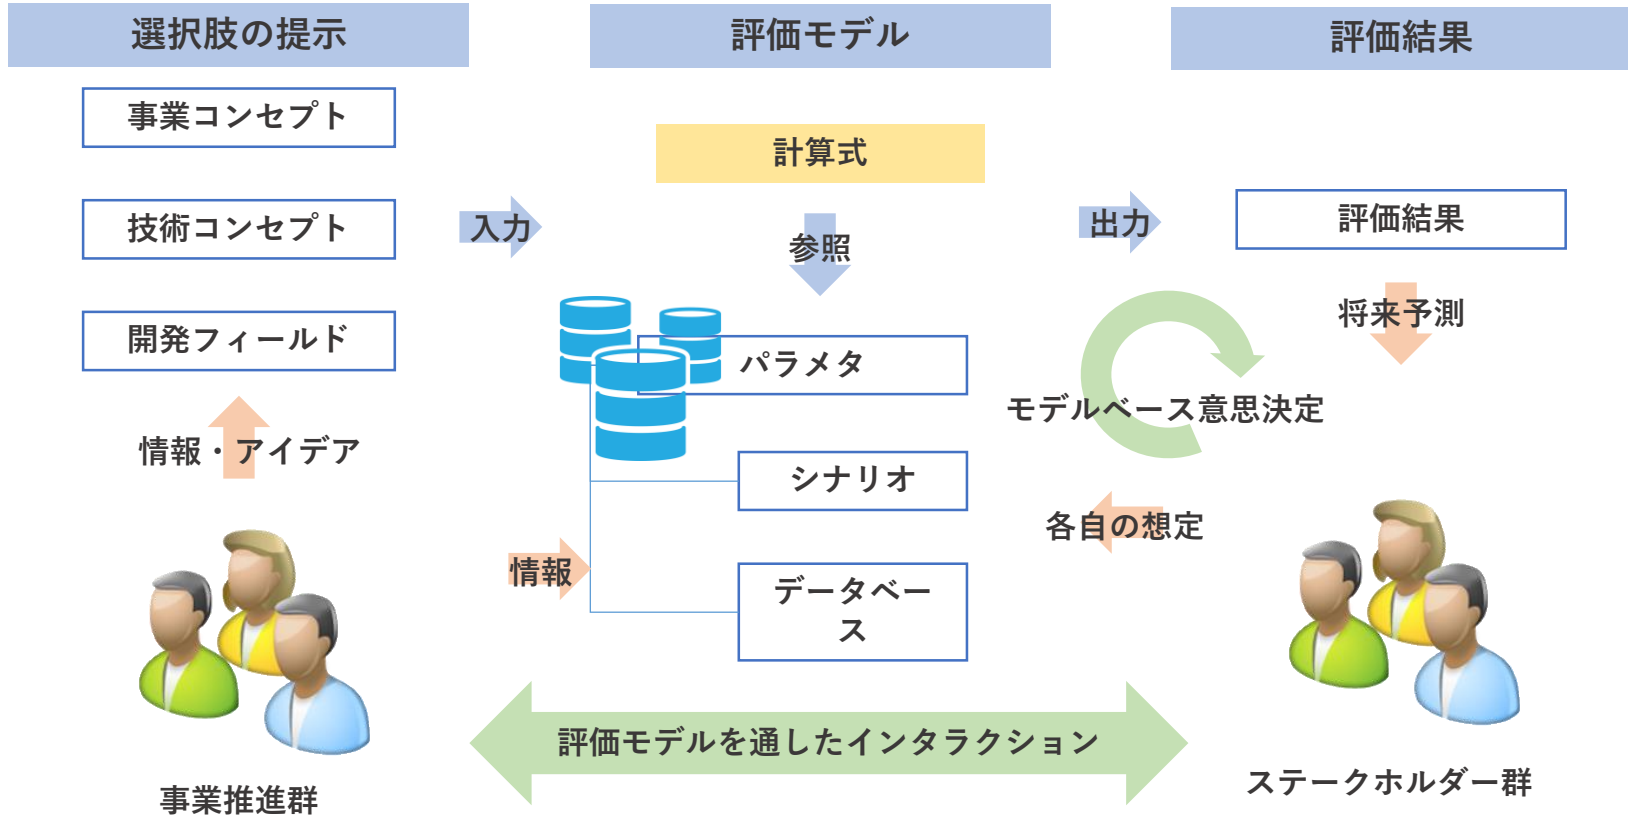 選択肢の提示
評価モデル
評価結果
事業コンセプト
技術コンセプト
開発フィールド
情報・アイデア
事業推進群
入力
計算式
参照
パラメタ
シナリオ
データベー
ス
情報
出力
評価結果
将来予測
モデルベース意思決定
各自の想定
評価モデルを通したインタラクション
ステークホルダー群